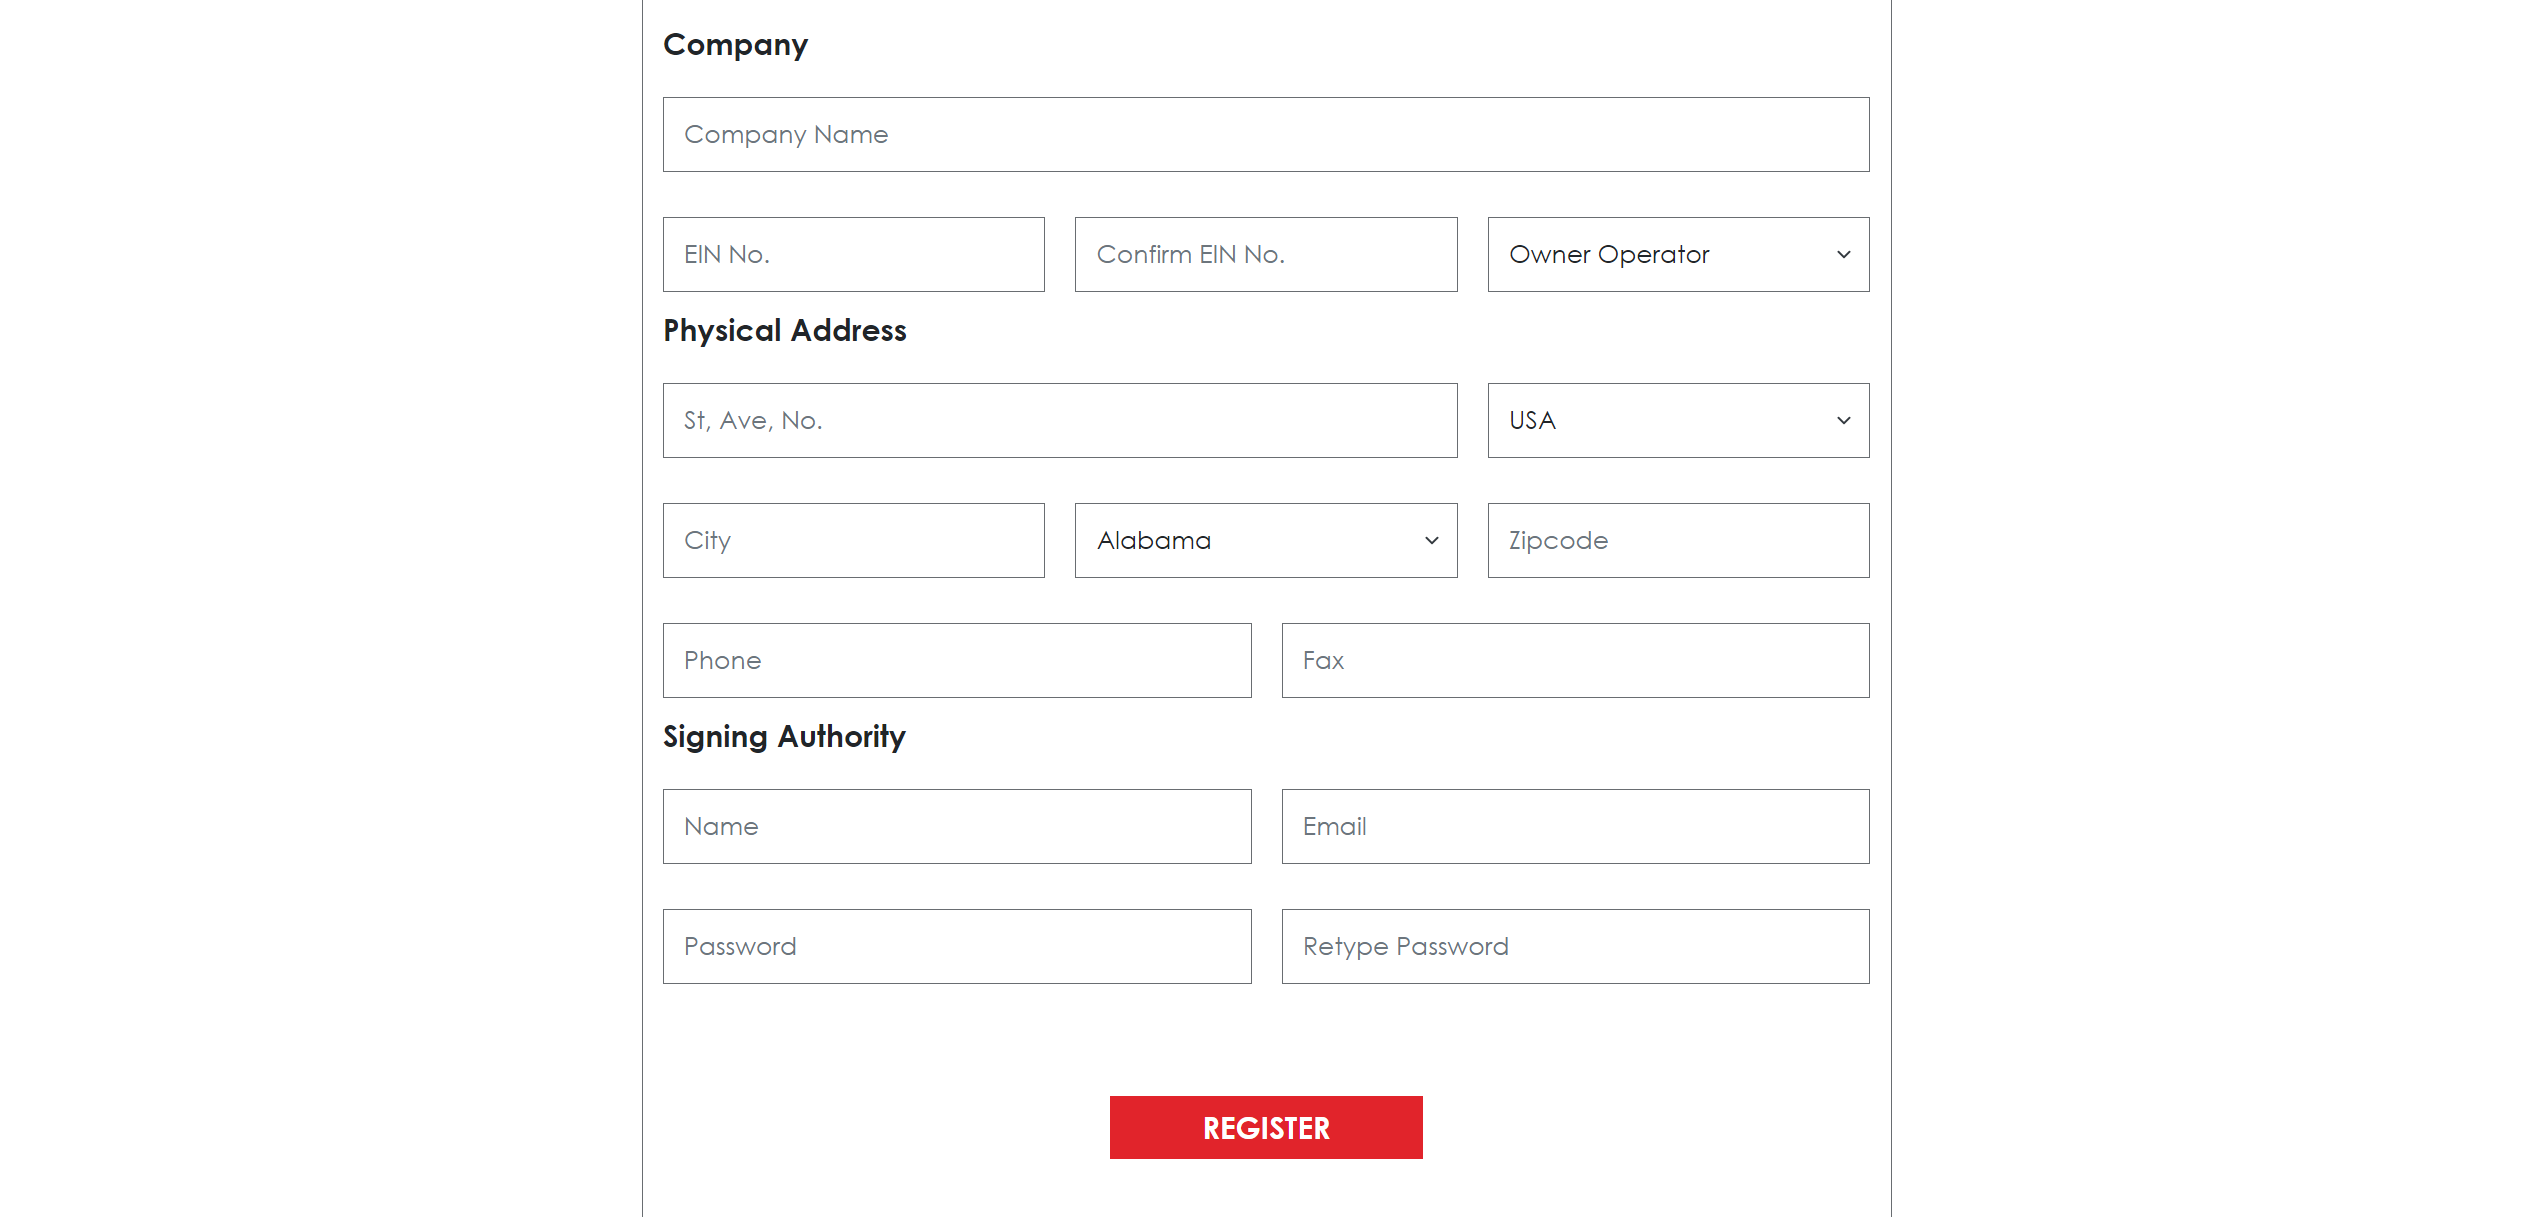 Company
Company Name
EIN No. Confirm EIN No. Owner Operator
Physical Address
St, Ave, No. USA
City Alabama Zipcode
Phone Fax
Signing Authority
Name Email
Password Retype Password
REGISTER